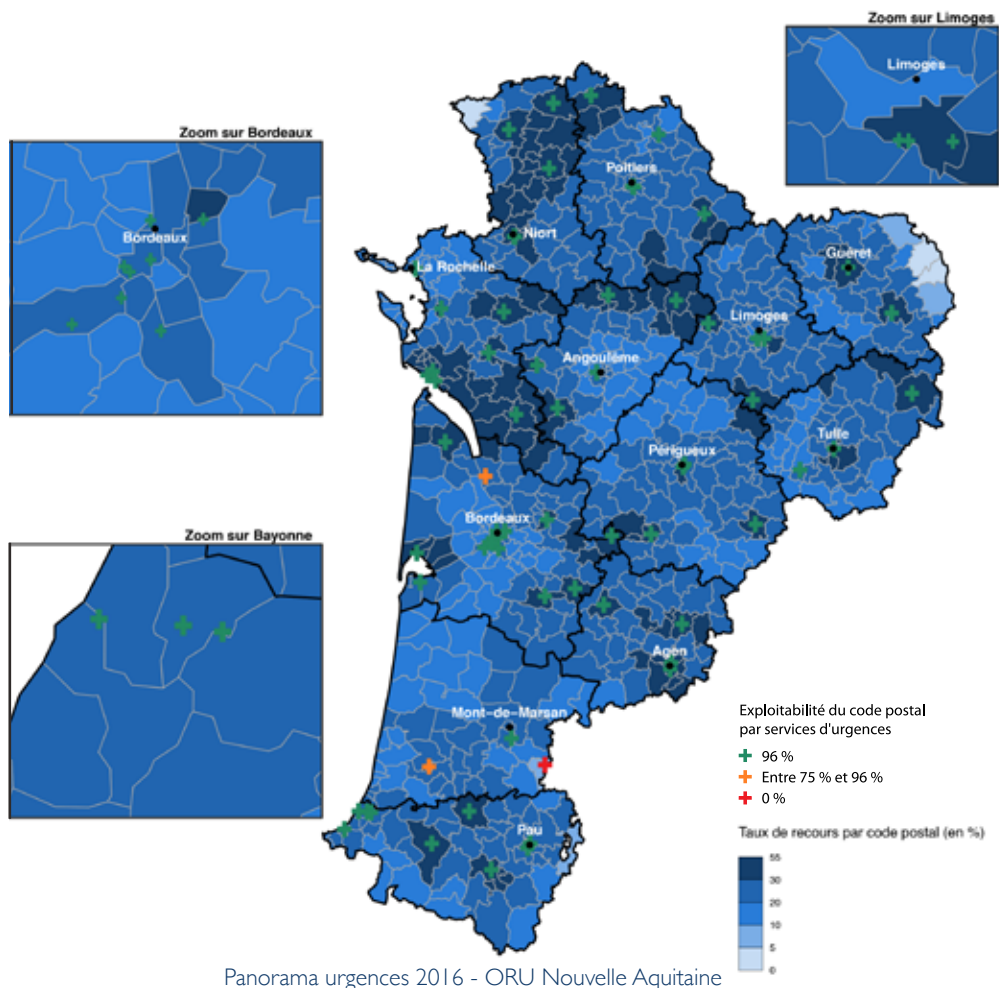 Zoom sur Limoges
Limoges
Zoom sur Bordeaux
Bordeaux
Poitiers
Niort
La Rochelle
Guéret
Limoges
Angoulême
Tulle
Périgueux
Bordeaux
Zoom sur Bayonne
Agen
Mont-de-Marsan
Pau
Exploitabilité du code postal
par services d'urgences
96 %
Entre 75 % et 96 %
0 %
Taux de recours par code postal (en %)
55
30
20
10
5
0
Panorama urgences 2016 - ORU Nouvelle Aquitaine